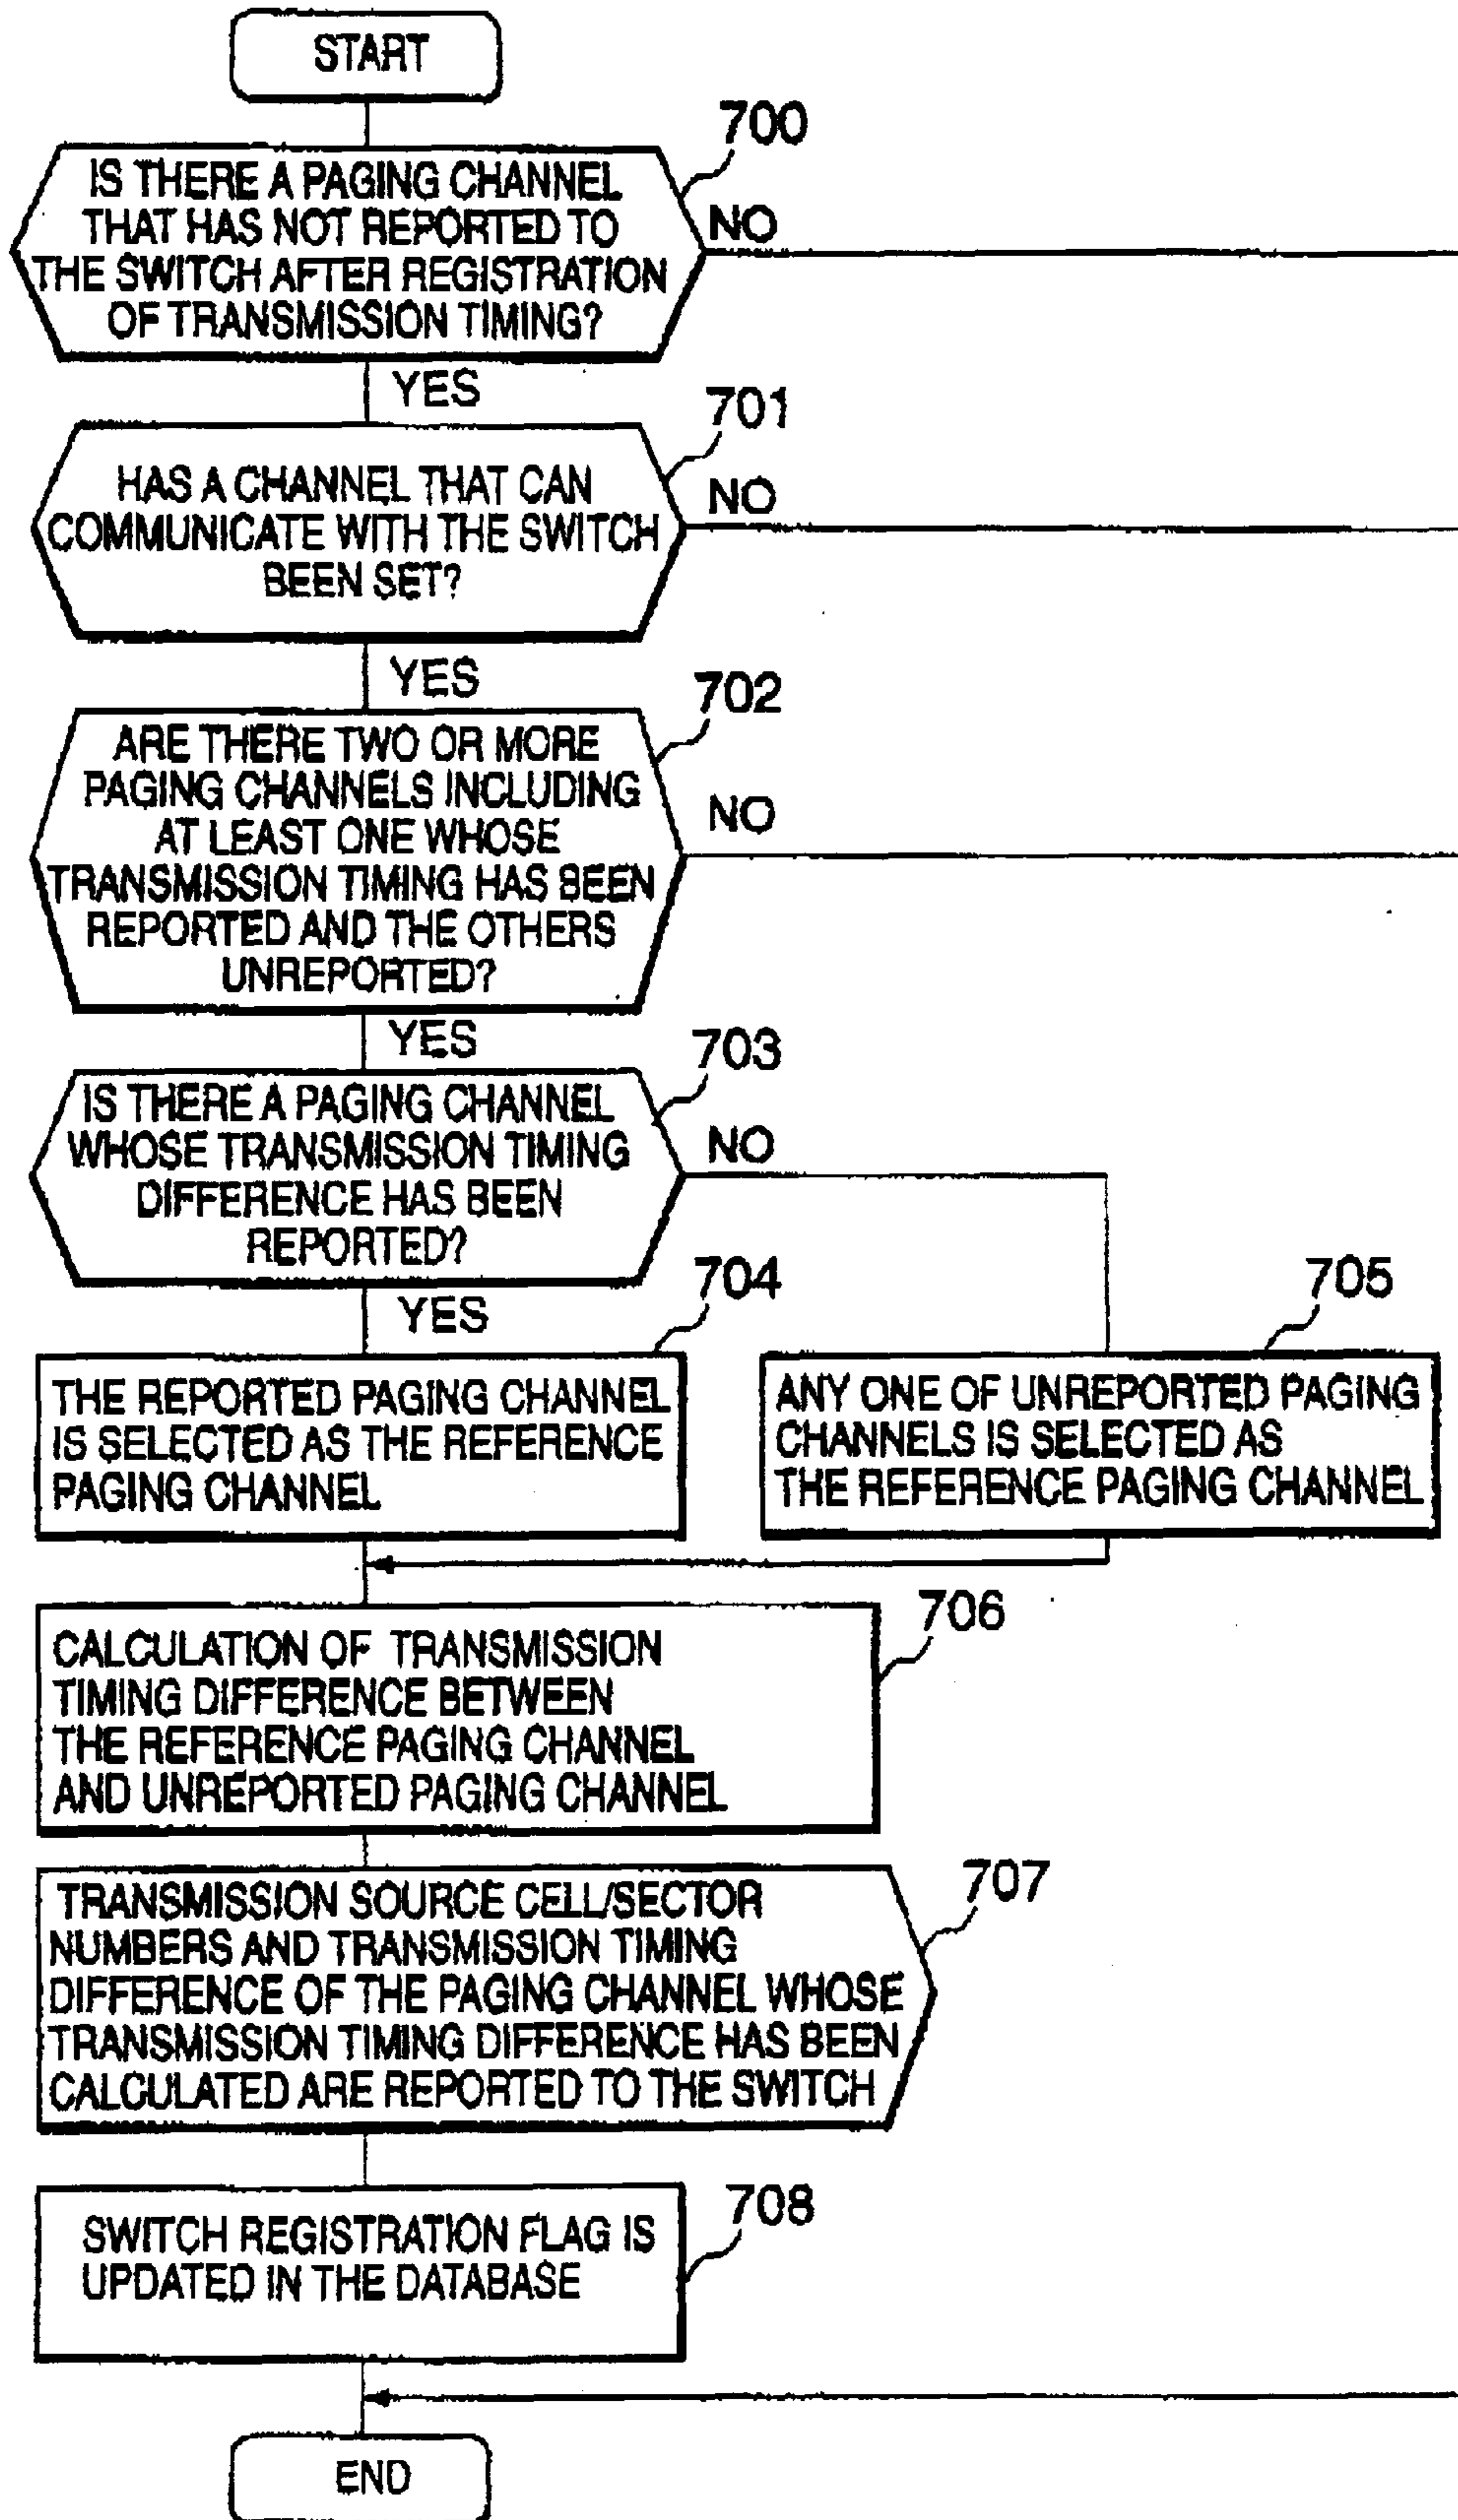 START
700
IS THERE A PAGING CHANNEL
THAT HAS NOT REPORTED TO
THE SWITCH AFTER REGISTRATION
OF TRANSMISSION TIMING?
NO
YES
701
HAS A CHANNEL THAT CAN
COMMUNICATE WITH THE SWITCH
BEEN SET?
NO
YES
702
ARE THERE TWO OR MORE
PAGING CHANNELS INCLUDING
AT LEAST ONE WHOSE
TRANSMISSION TIMING HAS BEEN
REPORTED AND THE OTHERS
UNREPORTED?
NO
YES
703
IS THERE A PAGING CHANNEL
WHOSE TRANSMISSION TIMING
DIFFERENCE HAS BEEN
REPORTED?
NO
YES
704
THE REPORTED PAGING CHANNEL
IS SELECTED AS THE REFERENCE
PAGING CHANNEL
705
ANY ONE OF UNREPORTED PAGING
CHANNELS IS SELECTED AS
THE REFERENCE PAGING CHANNEL
706
CALCULATION OF TRANSMISSION
TIMING DIFFERENCE BETWEEN
THE REFERENCE PAGING CHANNEL
AND UNREPORTED PAGING CHANNEL
707
TRANSMISSION SOURCE CELL/SECTOR
NUMBERS AND TRANSMISSION TIMING
DIFFERENCE OF THE PAGING CHANNEL WHOSE
TRANSMISSION TIMING DIFFERENCE HAS BEEN
CALCULATED ARE REPORTED TO THE SWITCH
708
SWITCH REGISTRATION FLAG IS
UPDATED IN THE DATABASE
END